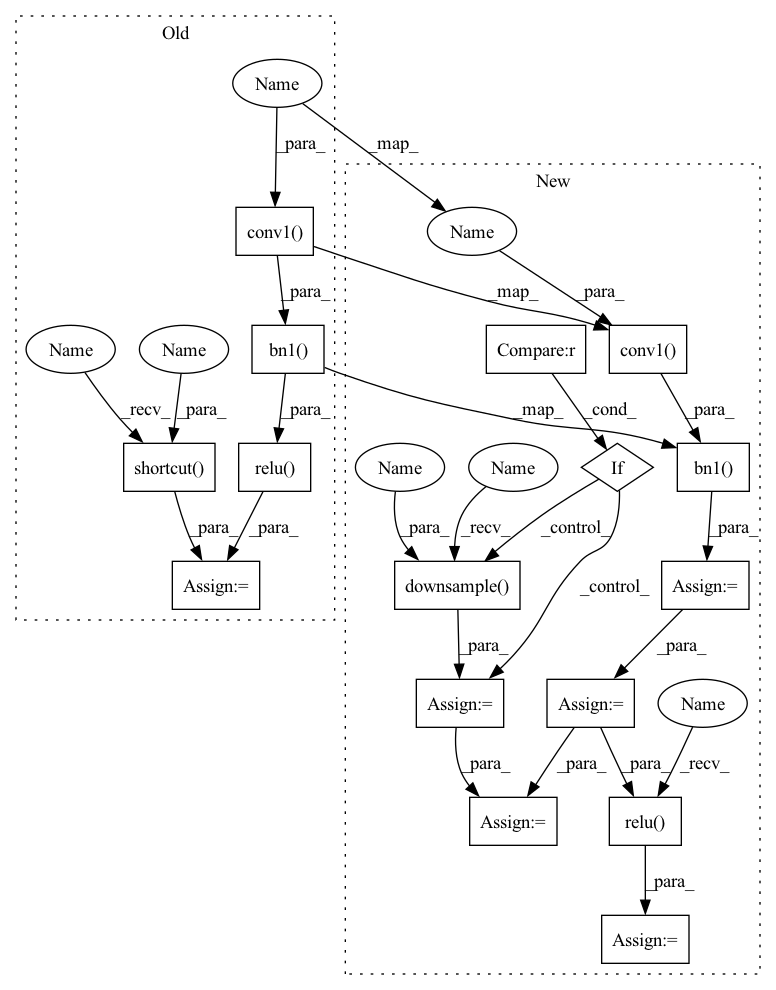 Old
Name
_para_
_map_
New
conv1()
Name
_para_
_map_
_para_
Name
Name
bn1()
Compare:r
conv1()
_recv_
_para_
_para_
_map_
_cond_
_para_
shortcut()
relu()
Name
Name
If
bn1()
_para_
_para_
_para_
_recv_
_control_
_para_
Assign:=
downsample()
_control_
Assign:=
_para_
_para_
Assign:=
Assign:=
Name
_para_
_para_
_para_
_recv_
Assign:=
relu()
_para_
Assign:=